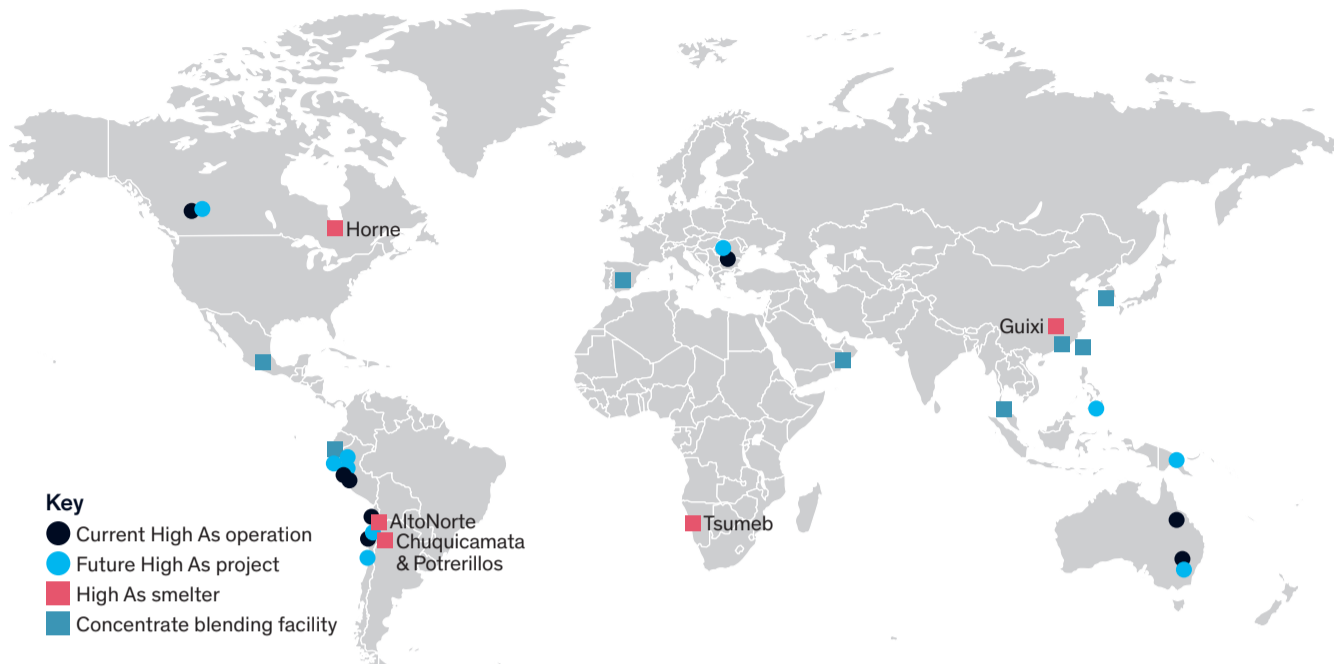 Horne
Guixi
Tsumeb
AltoNorte
Chuquicamata
& Potrerillos
Key
Current High As operation
Future High As project
High As smelter
Concentrate blending facility